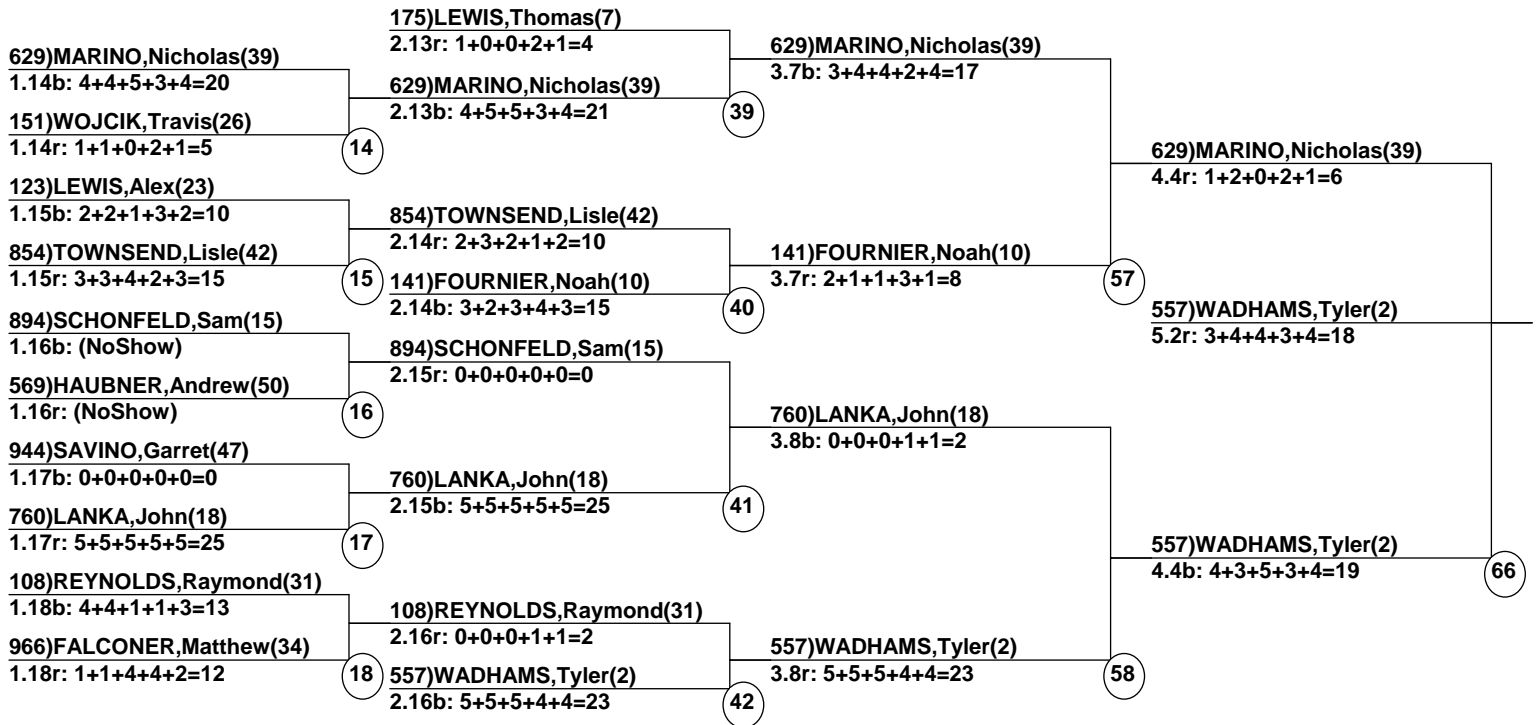 629)MARINO,Nicholas(39)
1.14b: 4+4+5+3+4=20
151)WOJCIK,Travis(26)
1.14r: 1+1+0+2+1=5
14
123)LEWIS,Alex(23)
1.15b: 2+2+1+3+2=10
854)TOWNSEND,Lisle(42)
1.15r: 3+3+4+2+3=15
15
894)SCHONFELD,Sam(15)
1.16b: (NoShow)
569)HAUBNER,Andrew(50)
1.16r: (NoShow)
16
944)SAVINO,Garret(47)
1.17b: 0+0+0+0+0=0
760)LANKA,John(18)
1.17r: 5+5+5+5+5=25
17
108)REYNOLDS,Raymond(31)
1.18b: 4+4+1+1+3=13
966)FALCONER,Matthew(34)
1.18r: 1+1+4+4+2=12
18
175)LEWIS,Thomas(7)
2.13r: 1+0+0+2+1=4
629)MARINO,Nicholas(39)
2.13b: 4+5+5+3+4=21
39
854)TOWNSEND,Lisle(42)
2.14r: 2+3+2+1+2=10
141)FOURNIER,Noah(10)
2.14b: 3+2+3+4+3=15
40
894)SCHONFELD,Sam(15)
2.15r: 0+0+0+0+0=0
760)LANKA,John(18)
2.15b: 5+5+5+5+5=25
41
108)REYNOLDS,Raymond(31)
2.16r: 0+0+0+1+1=2
557)WADHAMS,Tyler(2)
2.16b: 5+5+5+4+4=23
42
629)MARINO,Nicholas(39)
3.7b: 3+4+4+2+4=17
141)FOURNIER,Noah(10)
3.7r: 2+1+1+3+1=8
57
760)LANKA,John(18)
3.8b: 0+0+0+1+1=2
557)WADHAMS,Tyler(2)
3.8r: 5+5+5+4+4=23
58
629)MARINO,Nicholas(39)
4.4r: 1+2+0+2+1=6
557)WADHAMS,Tyler(2)
5.2r: 3+4+4+3+4=18
557)WADHAMS,Tyler(2)
4.4b: 4+3+5+3+4=19
66